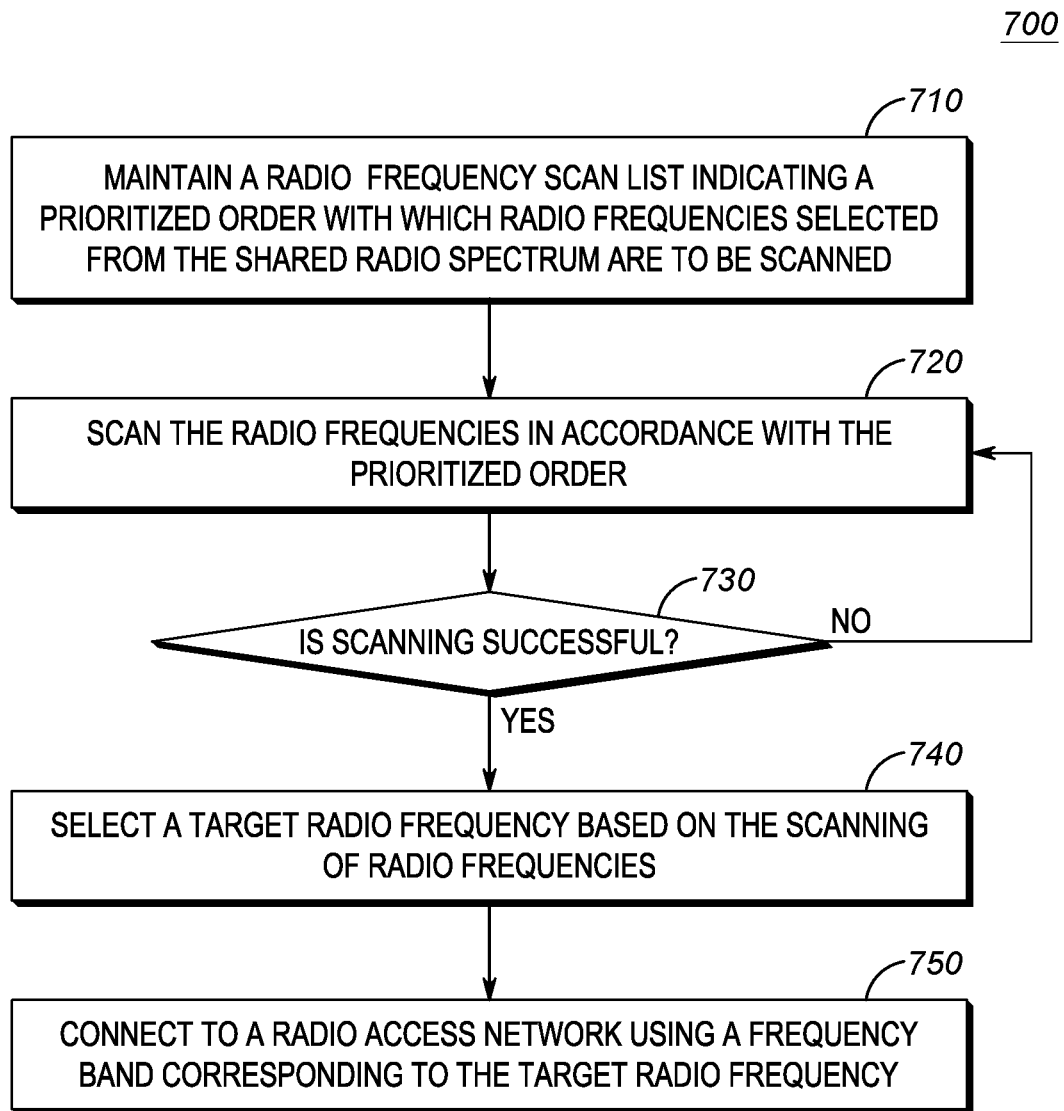 700
710
MAINTAIN A RADIO FREQUENCY SCAN LIST INDICATING A
PRIORITIZED ORDER WITH WHICH RADIO FREQUENCIES SELECTED
FROM THE SHARED RADIO SPECTRUM ARE TO BE SCANNED
720
SCAN THE RADIO FREQUENCIES IN ACCORDANCE WITH THE
PRIORITIZED ORDER
730
IS SCANNING SUCCESSFUL?
NO
YES
740
SELECT A TARGET RADIO FREQUENCY BASED ON THE SCANNING
OF RADIO FREQUENCIES
750
CONNECT TO A RADIO ACCESS NETWORK USING A FREQUENCY
BAND CORRESPONDING TO THE TARGET RADIO FREQUENCY